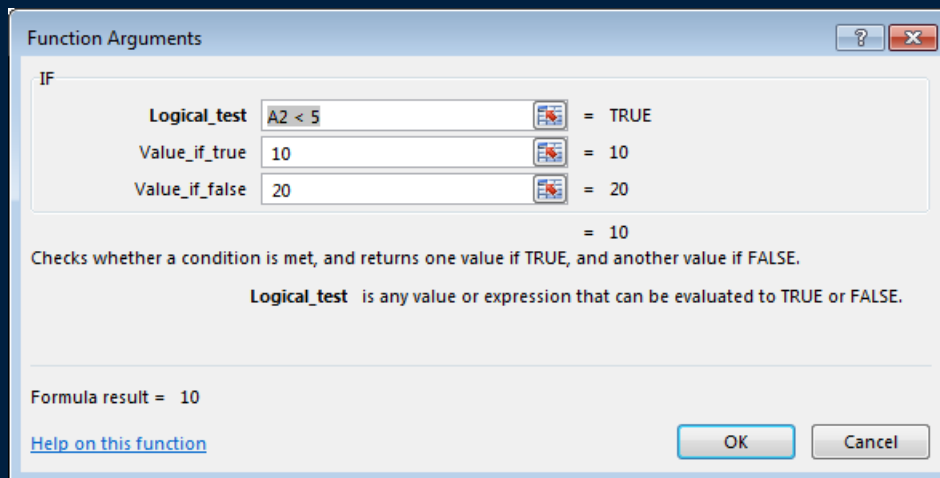 Function Arguments
IF
Logical_test A2 < 5 = TRUE
Value_if_true 10 = 10
Value_if_false 20 = 20
= 10
Checks whether a condition is met, and returns one value if TRUE, and another value if FALSE.
Logical_test is any value or expression that can be evaluated to TRUE or FALSE.
Formula result = 10
Help on this function OK Cancel